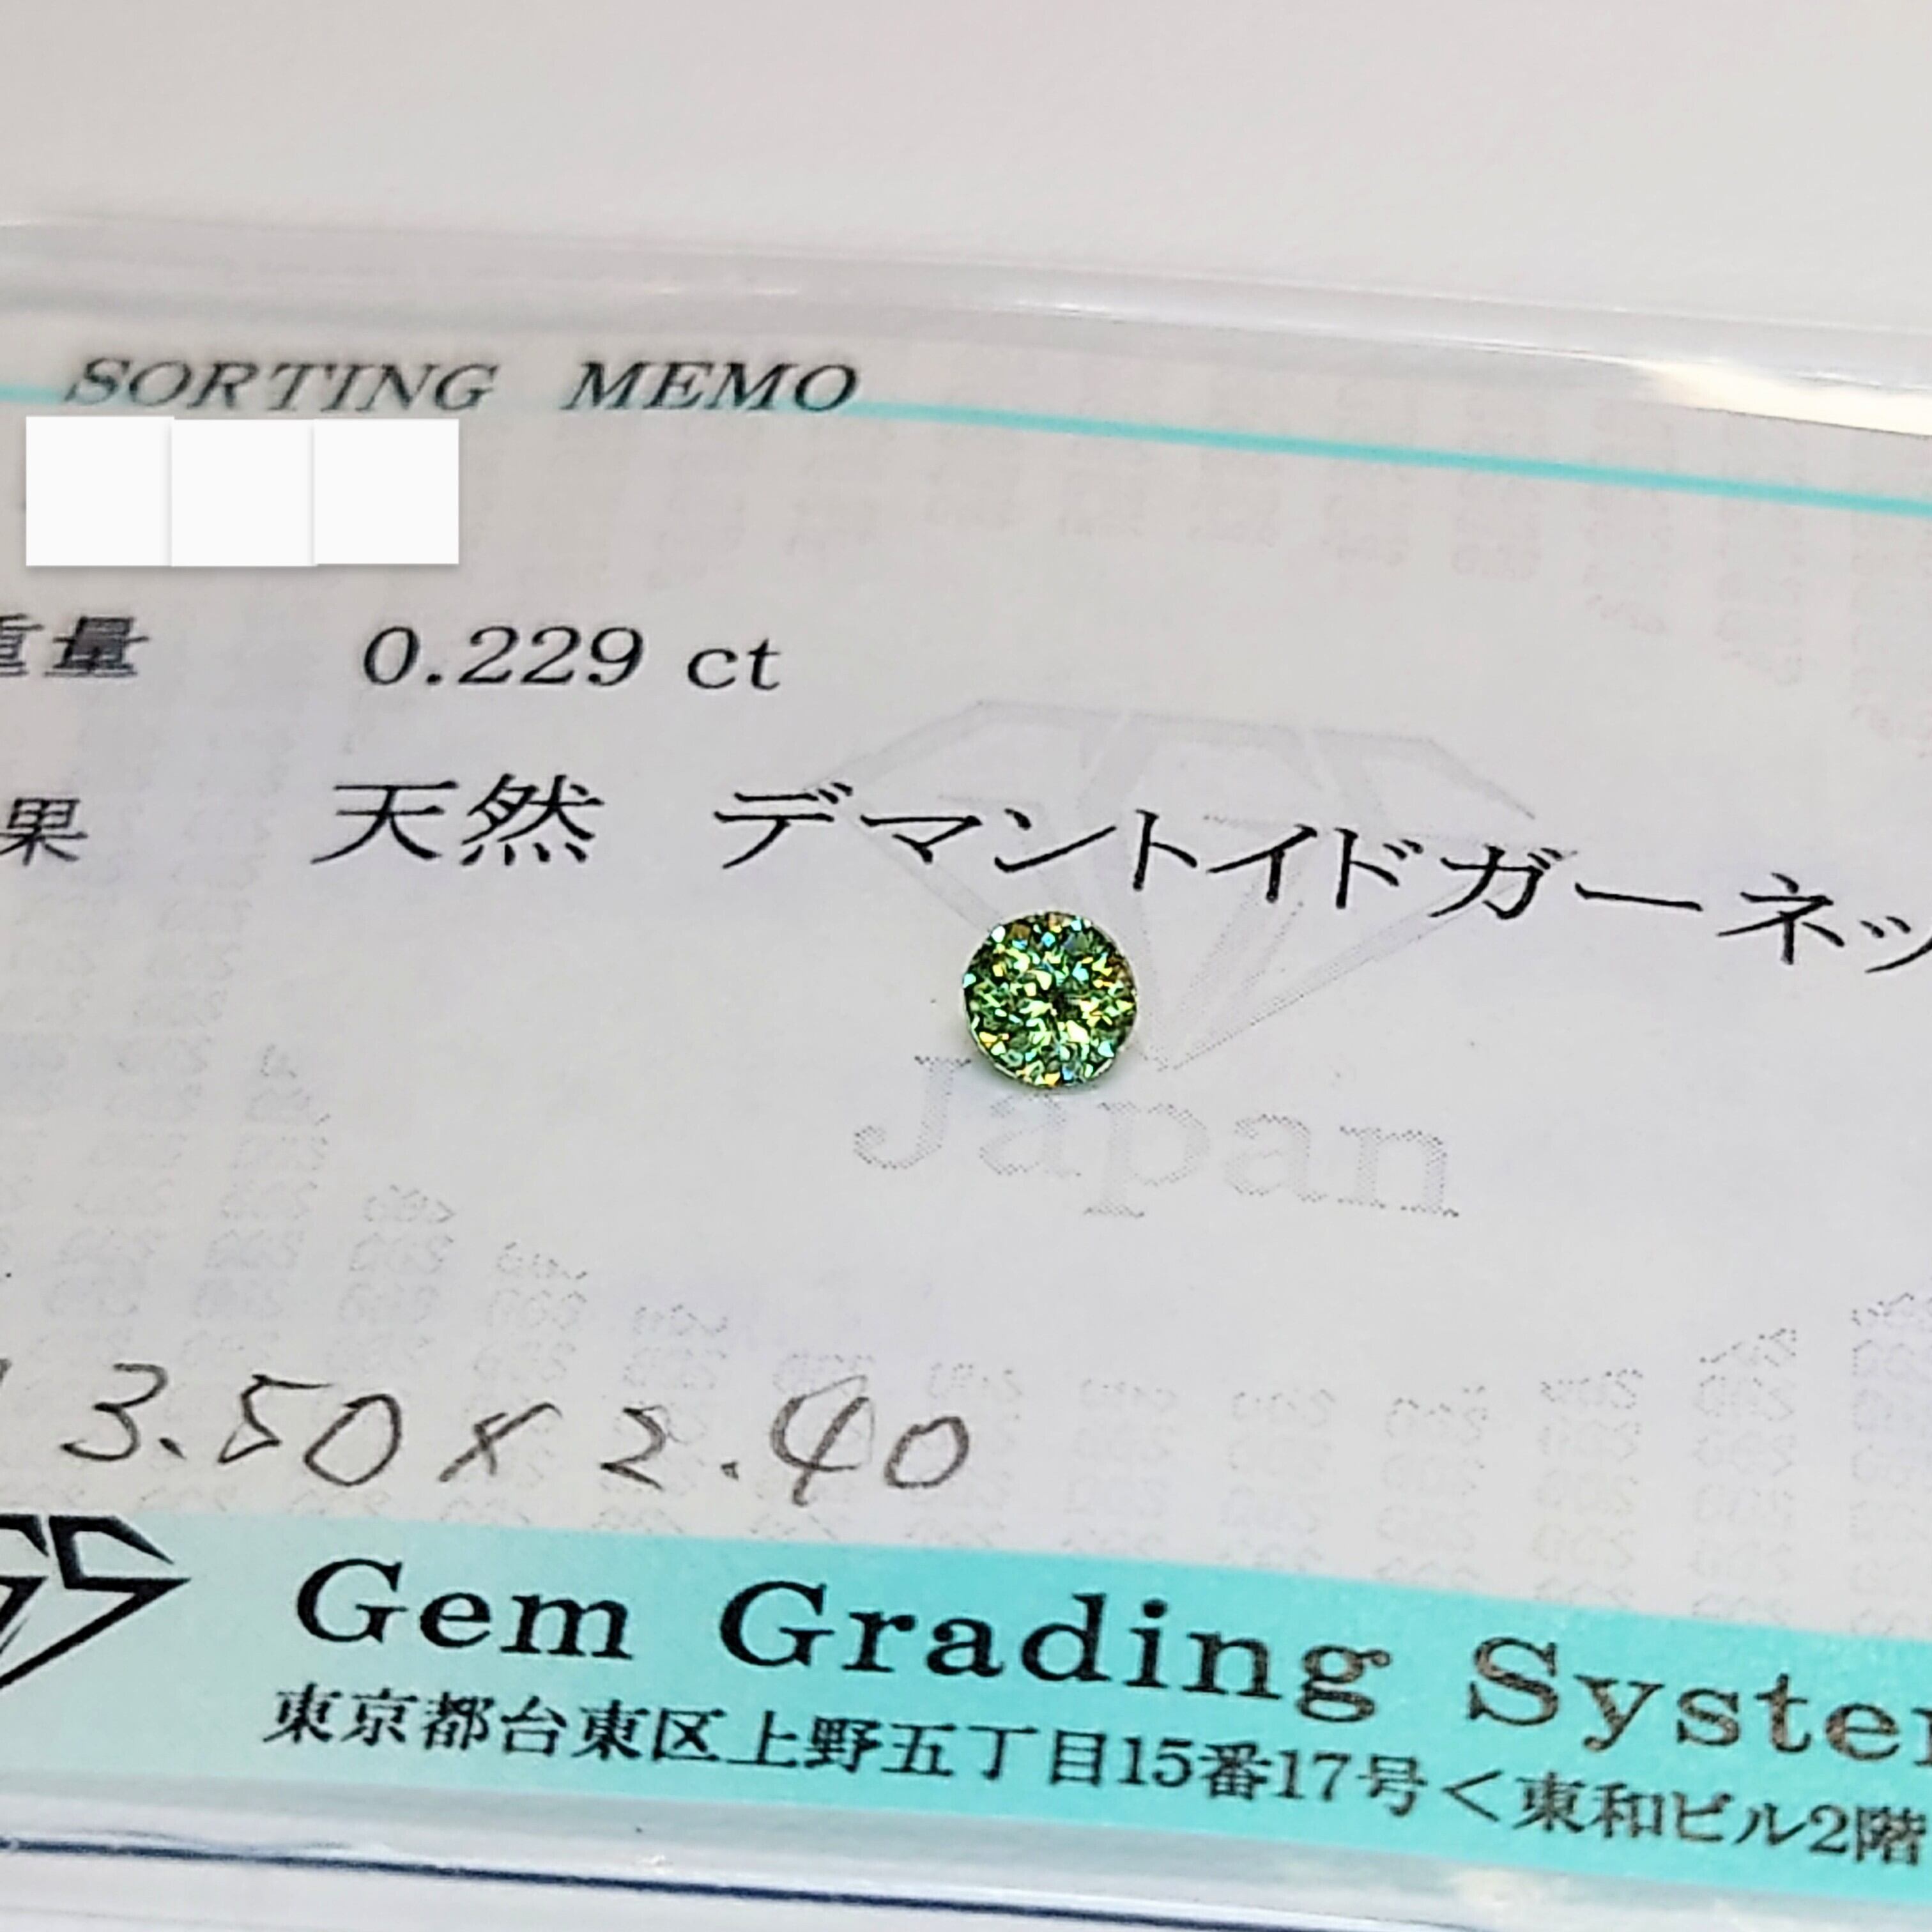 SORTING MEMO
重量 0.229 ct
果 天然 デマントイドガーネッ
Japan
3.50 x 2.40
Gem Grading System
東京都台東区上野五丁目15番17号<東和ビル2階